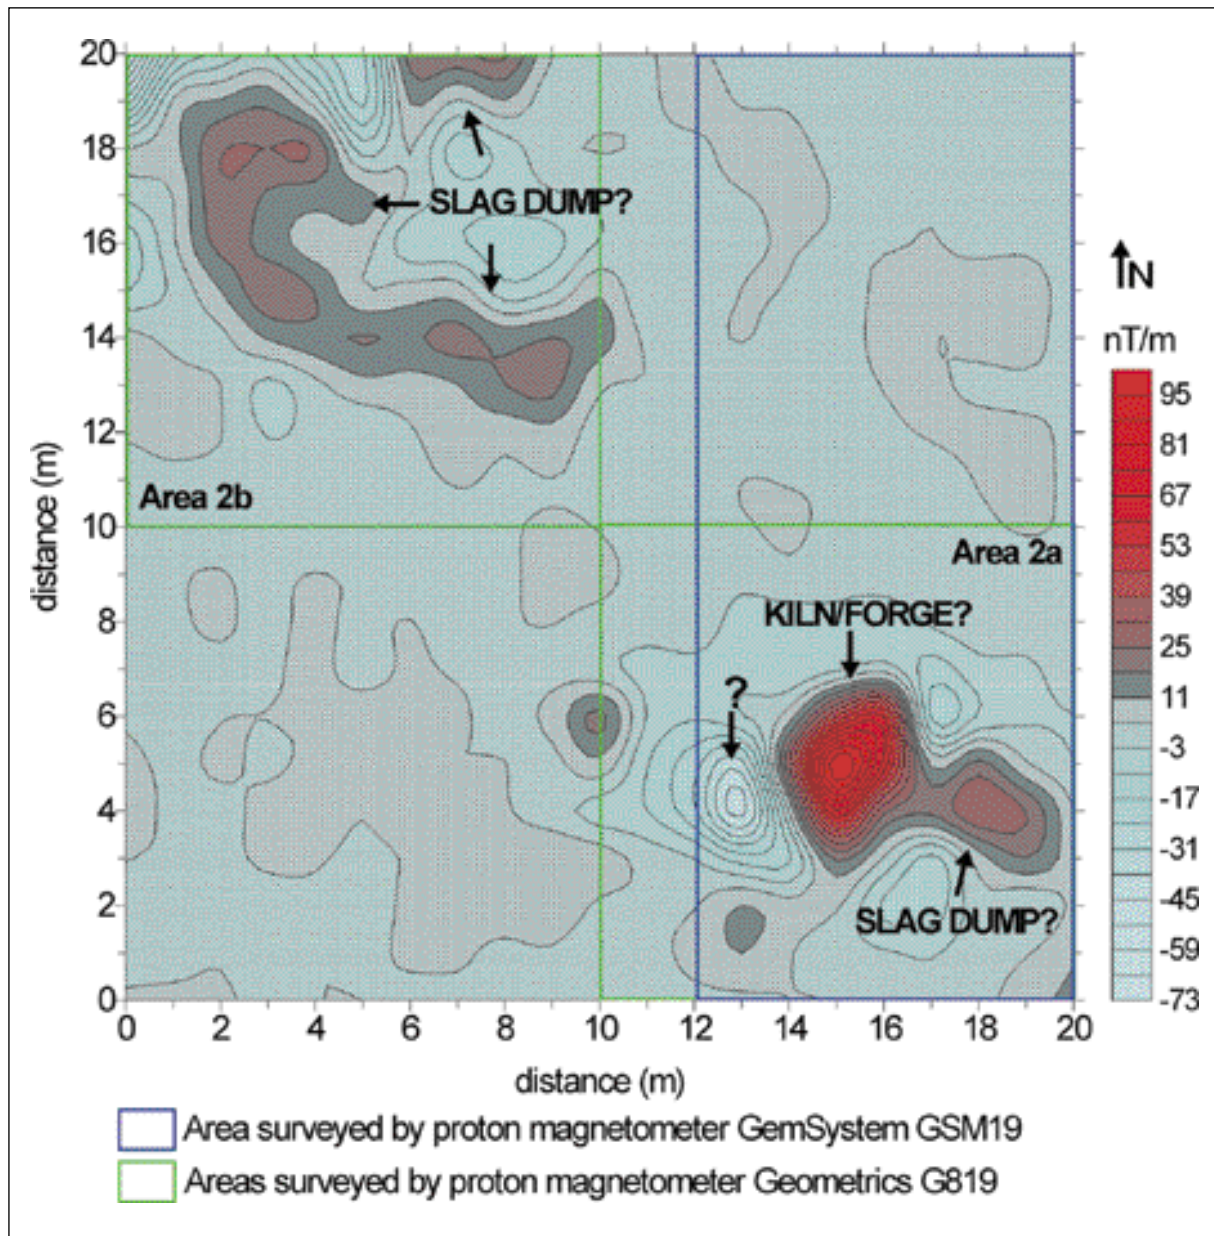 20
18
SLAG DUMP?
16
N
14
nT/m
95
12
81
Area 2b
67
10
53
Area 2a
39
8
KILN/FORGE?
25
?
11
6
-3
4
-17
-31
2
SLAG DUMP?
-45
-59
0
-73
0 2 4 6 8 10 12 14 16 18 20
distance (m)
distance (m)
Area surveyed by proton magnetometer GemSystem GSM19
Areas surveyed by proton magnetometer Geometrics G819